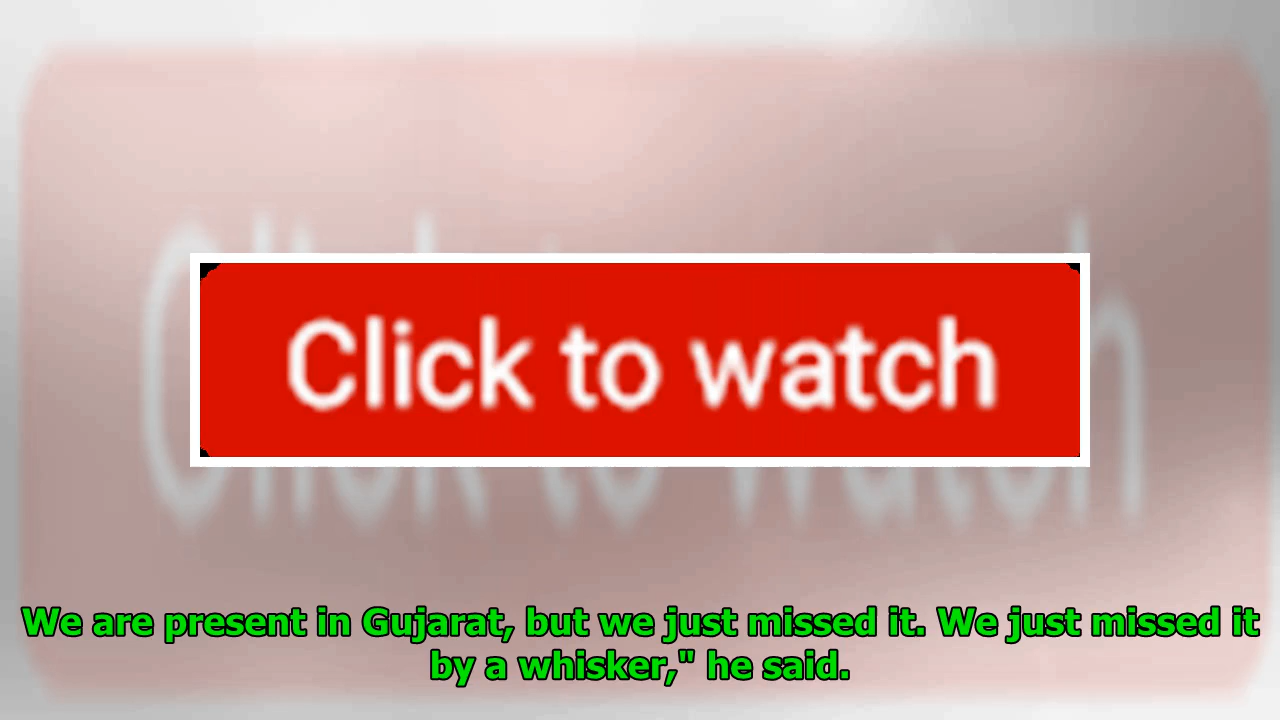 Click to watch
We are present in Gujarat, but we just missed it. We just missed it
by a whisker," he said.